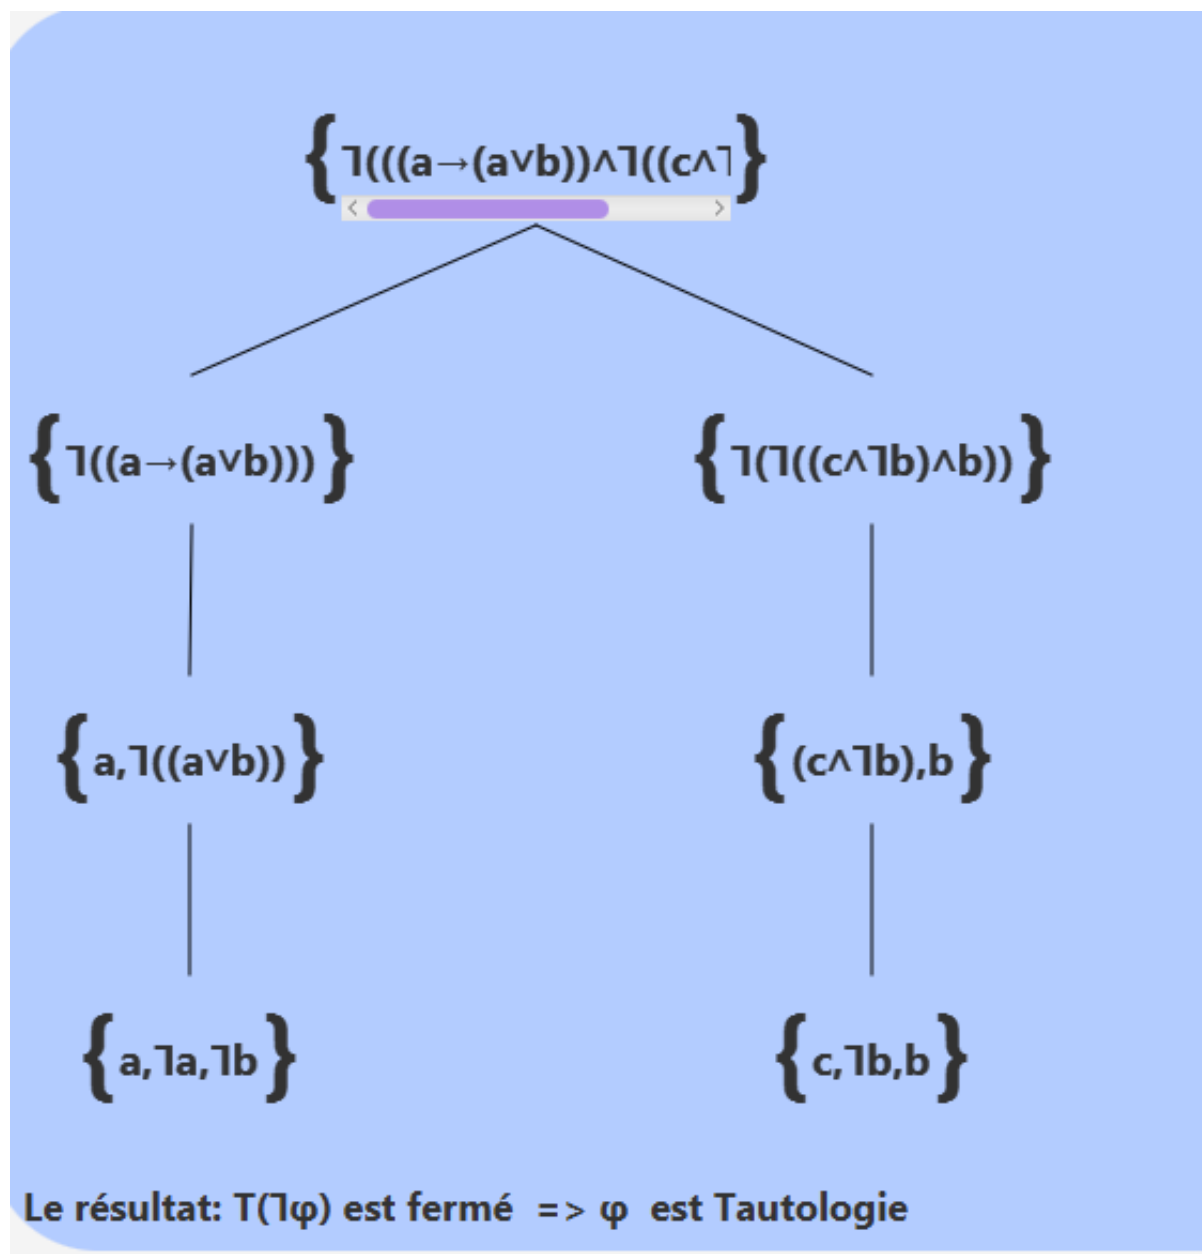 { ⅂(((a→(a∨b))∧⅂((c∧⅂ }
{ ⅂((a→(a∨b))) } { ⅂(⅂((c∧⅂b)∧b)) }
{ a,⅂((a∨b)) } { (c∧⅂b),b }
{ a,⅂a,⅂b } { c,⅂b,b }
Le résultat: T(⅂φ) est fermé => φ est Tautologie